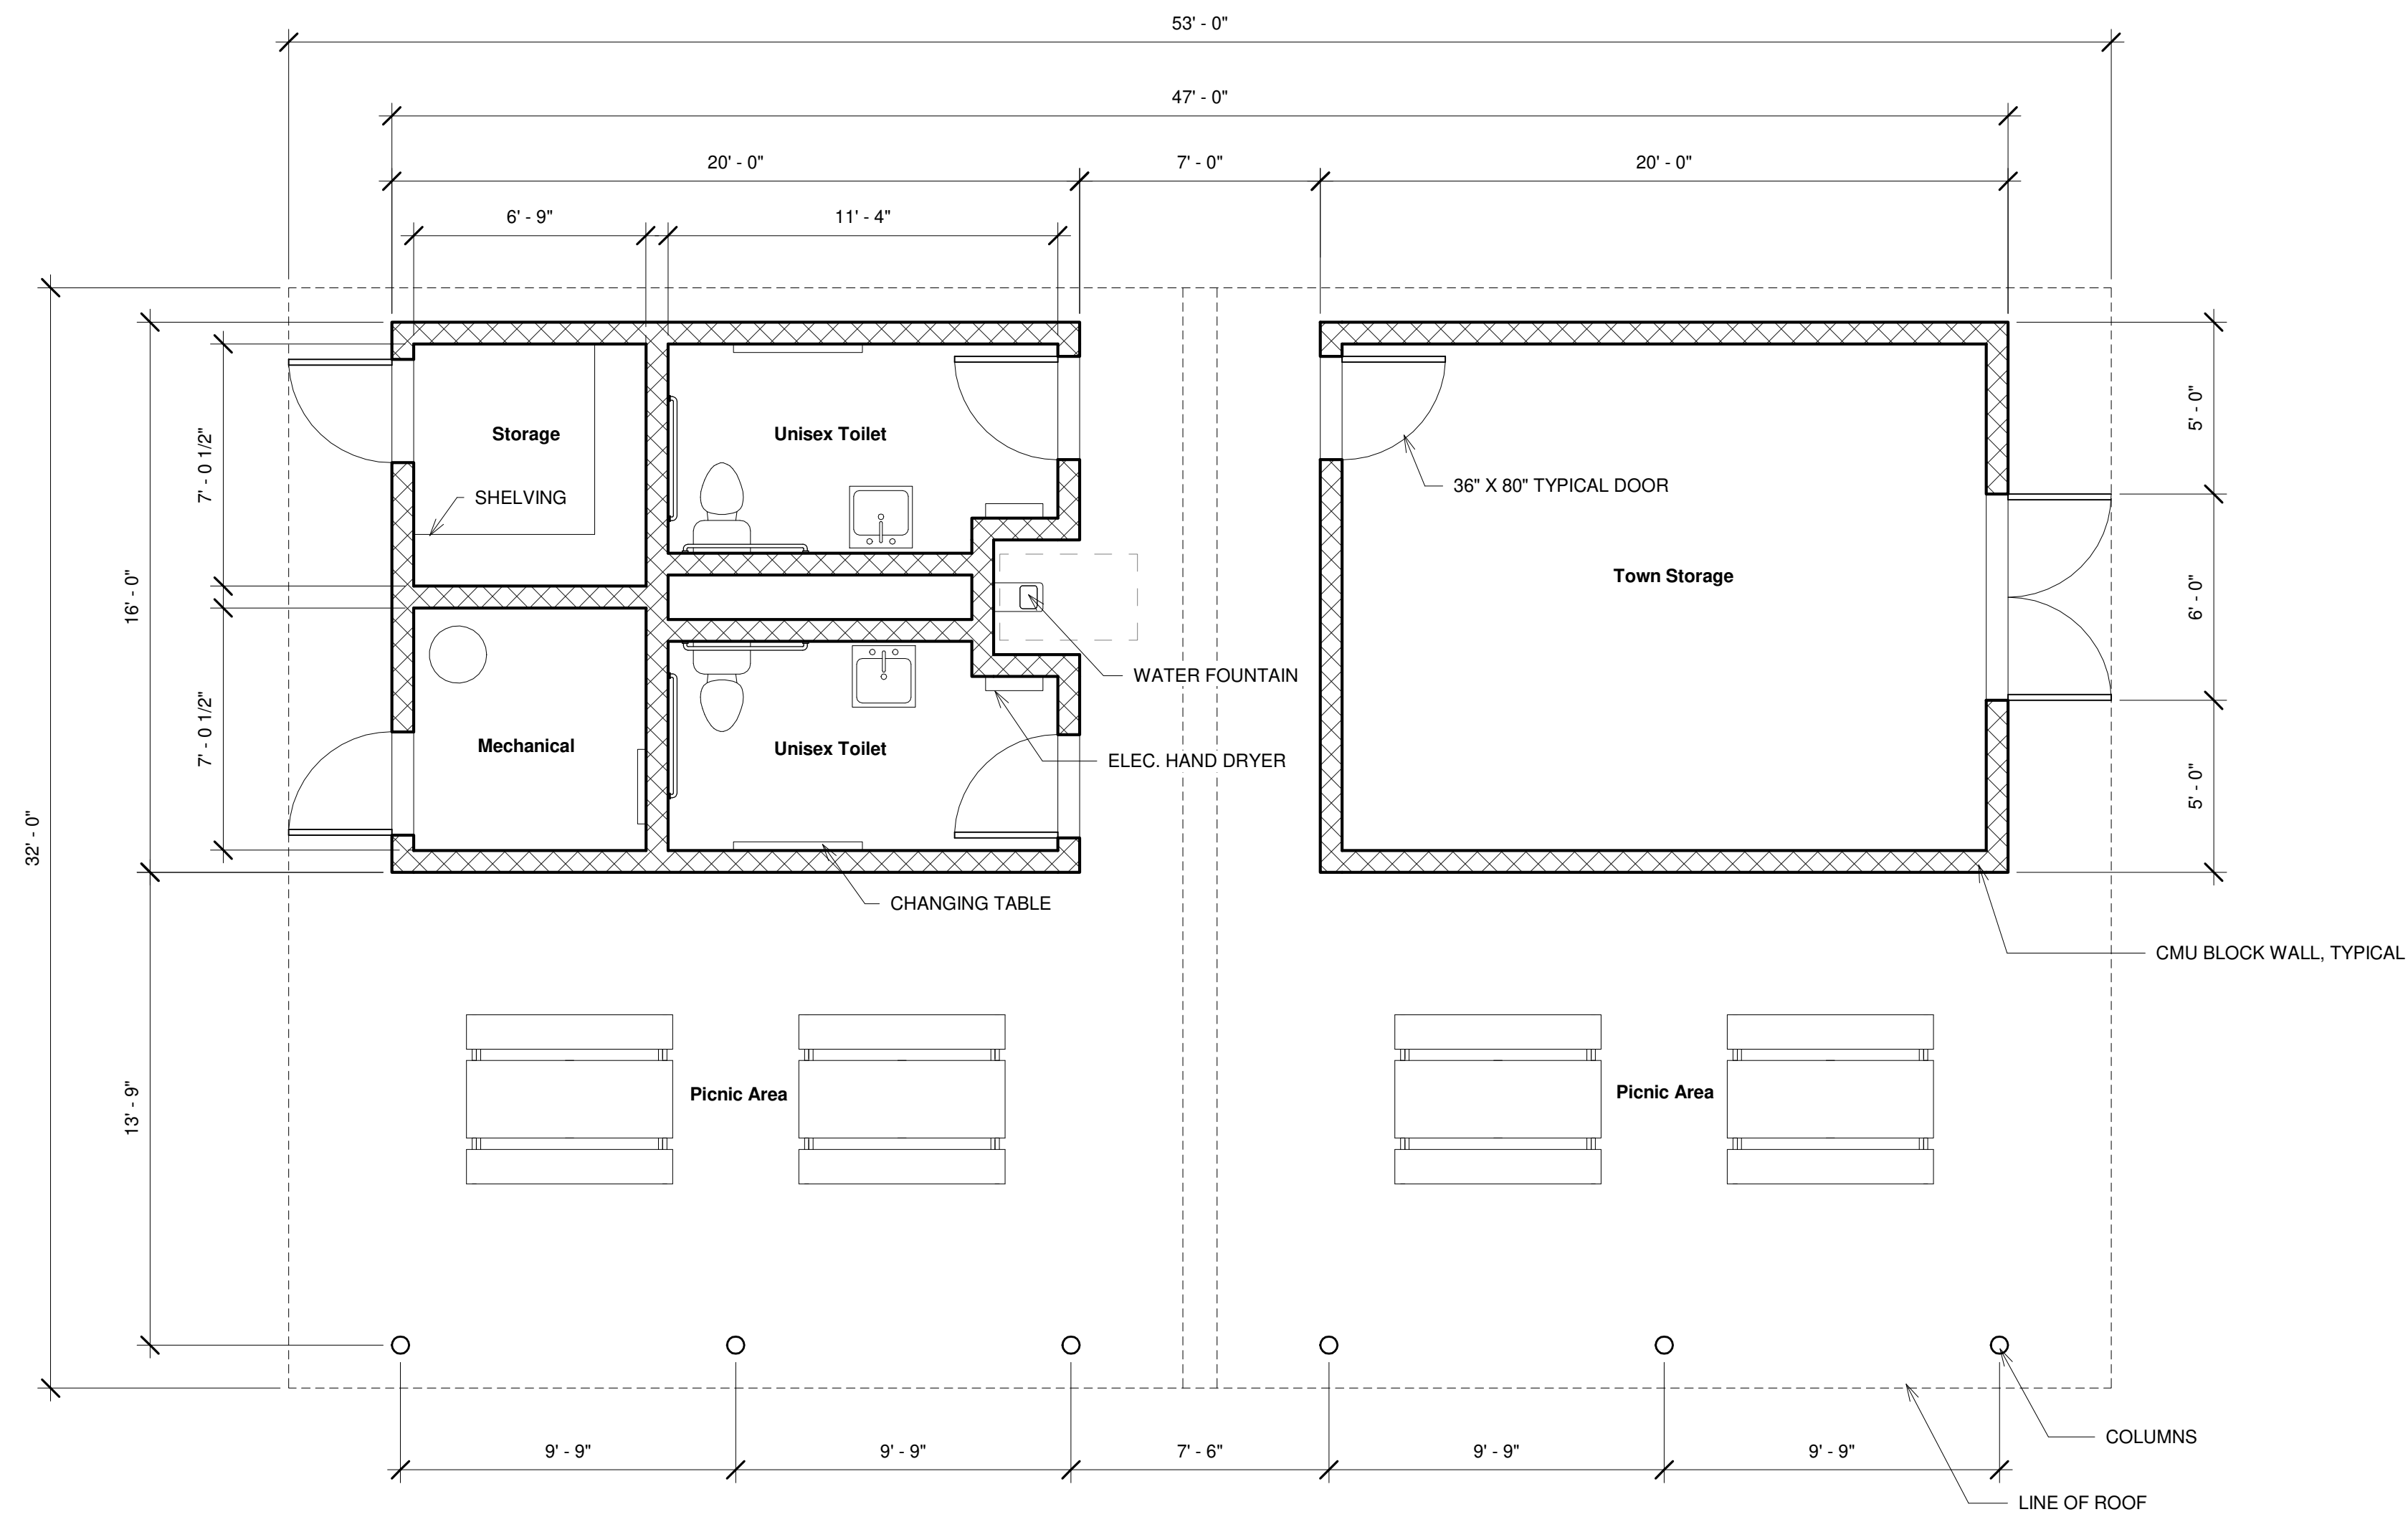 53' - 0"
47' - 0"
20' - 0"
7' - 0"
20' - 0"
6' - 9"
11' - 4"
5' - 0"
7' - 0 1/2"
Storage
Unisex Toilet
36" X 80" TYPICAL DOOR
SHELVING
Town Storage
16' - 0"
6' - 0"
WATER FOUNTAIN
7' - 0 1/2"
Mechanical
Unisex Toilet
ELEC. HAND DRYER
5' - 0"
32' - 0"
CHANGING TABLE
CMU BLOCK WALL, TYPICAL
13' - 9"
Picnic Area
Picnic Area
COLUMNS
9' - 9"
9' - 9"
7' - 6"
9' - 9"
9' - 9"
LINE OF ROOF